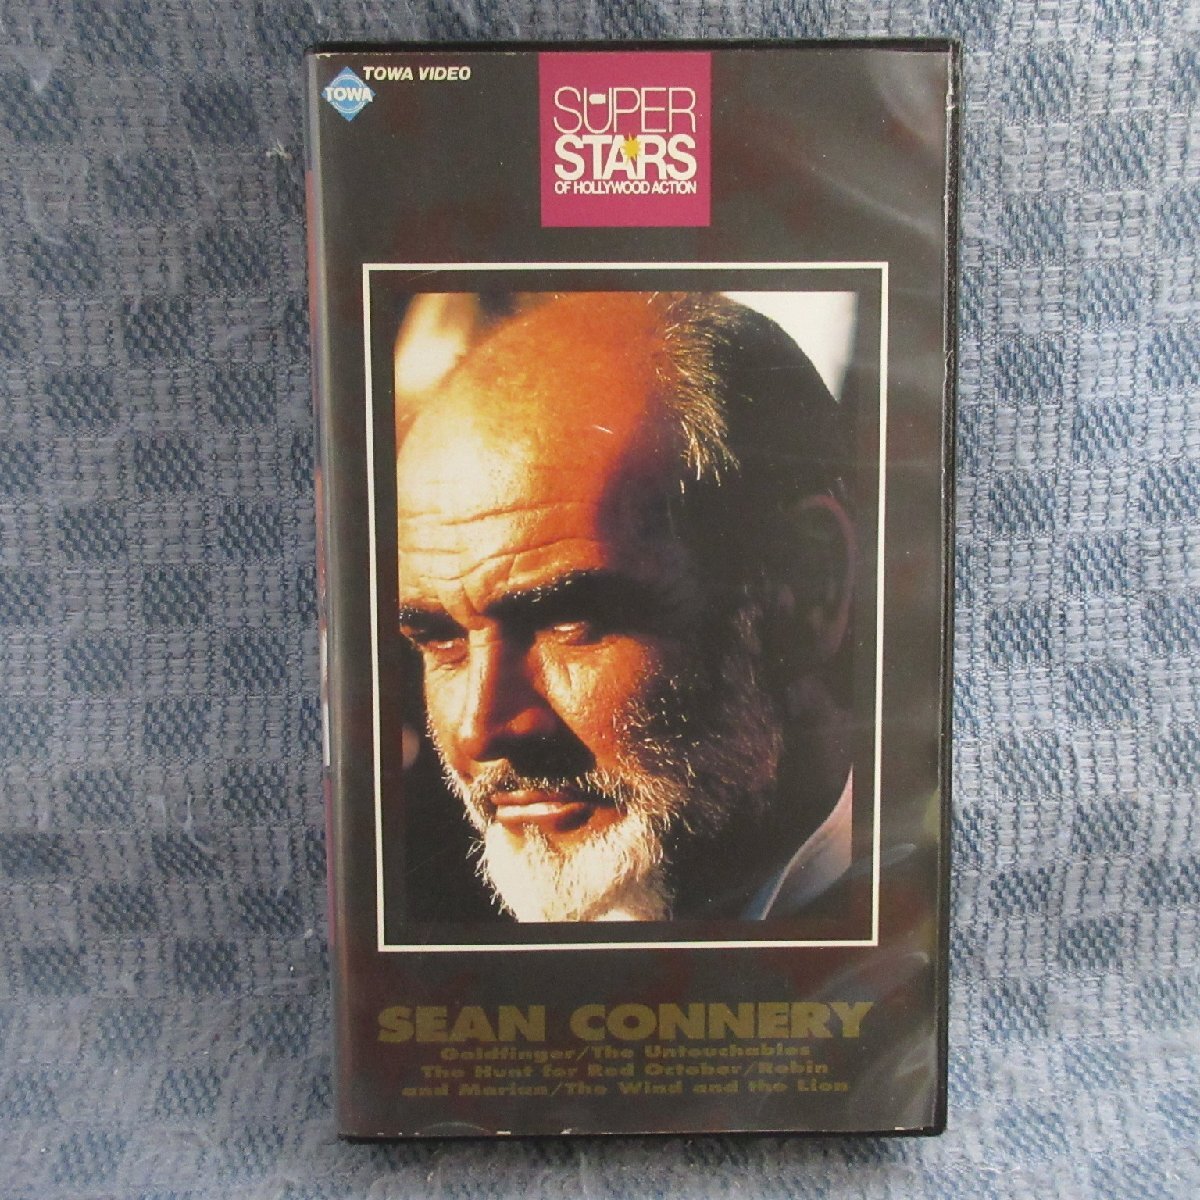 TOWA VIDEO
TOWA
SUPER
STARS
OF HOLLYWOOD ACTION
SEAN CONNERY
Goldfinger/The Untouchables
The Hunt for Red October/Robin
and Marian/The Wind and the Lion